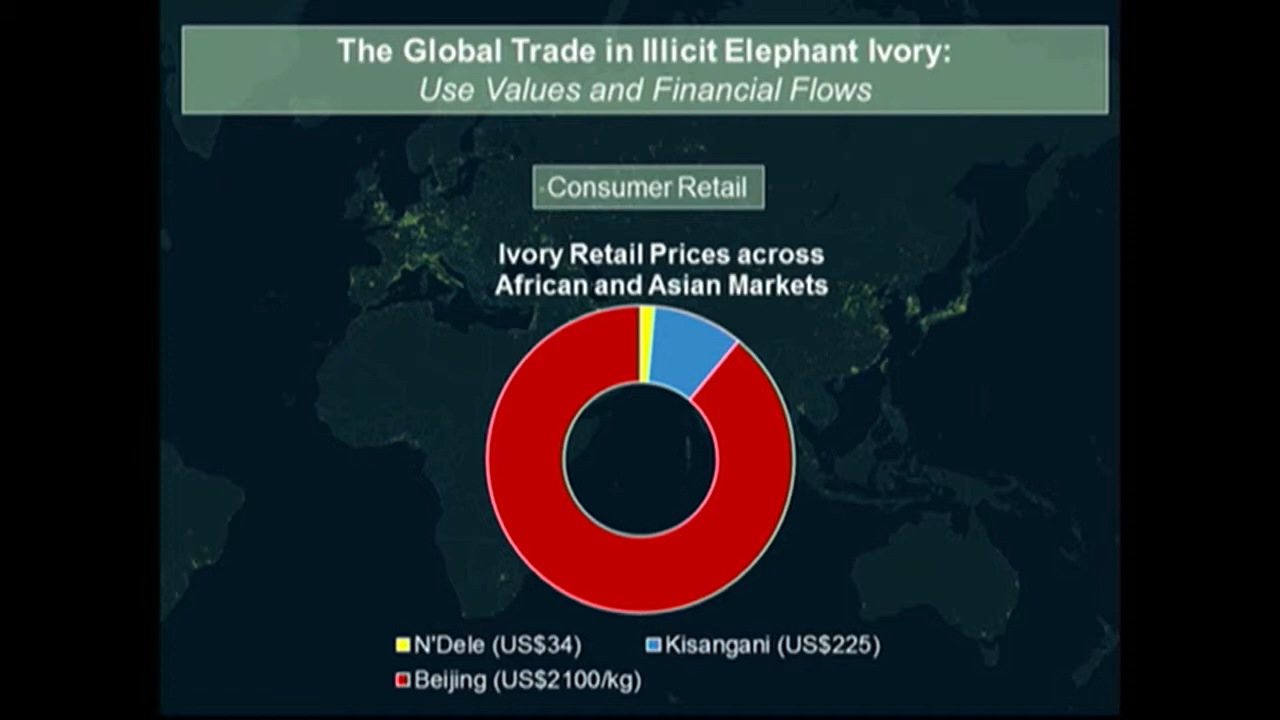 The Global Trade in Illicit Elephant Ivory:
Use Values and Financial Flows
Consumer Retail
Ivory Retail Prices across
African and Asian Markets
N'Dele (US$34)
Kisangani (US$225)
Beijing (US$2100/kg)